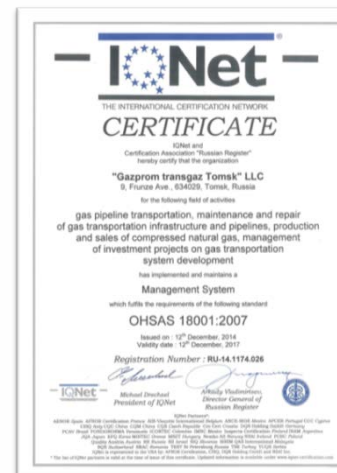 IQNet
THE INTERNATIONAL CERTIFICATION NETWORK
CERTIFICATE
IQNet and
Certification Association "Russian Register"
hereby certify that the organization
"Gazprom transgaz Tomsk" LLC
9, Frunze Ave., 634029, Tomsk, Russia
for the following field of activities
gas pipeline transportation, maintenance and repair
of gas transportation infrastructure and pipelines, production
and sales of compressed natural gas, management
of investment projects on gas transportation
system development
has implemented and maintains a
Management System
which fulfils the requirements of the following standard
OHSAS 18001:2007
Issued on : 12th December, 2014
Validity date : 12th December, 2017
Registration Number : RU-14.1174.026
IQNet
Michael Drechsel
President of IQNet
Arkady Vladimirtsev
Director General of
Russian Register